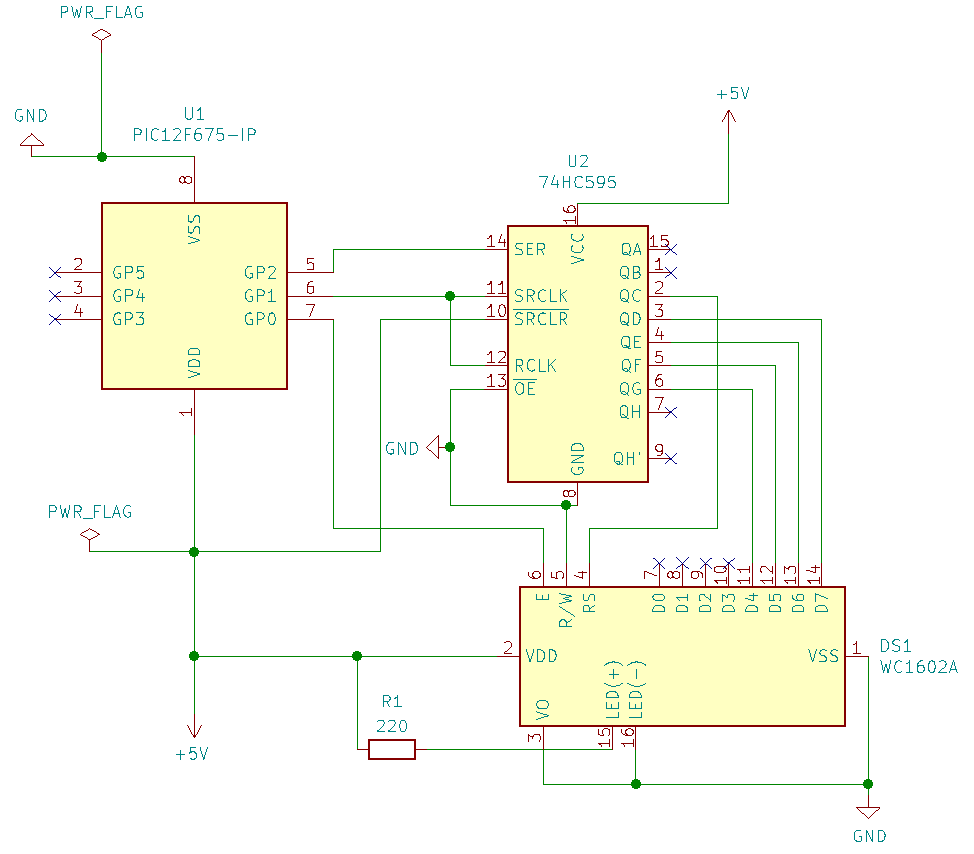 PWR_FLAG
GND
U1
PIC12F675-IP
8
VSS
2
GP5
3
GP4
4
GP3
GP2
5
GP1
6
GP0
7
VDD
1
PWR_FLAG
+5V
+5V
U2
74HC595
16
VCC
14
SER
11
SRCLK
10
SRCLR
12
RCLK
13
OE
QA
15
QB
1
QC
2
QD
3
QE
4
QF
5
QG
6
QH
7
QH'
9
GND
8
GND
6
E
5
R/W
4
RS
7
D0
8
D1
9
D2
10
D3
11
D4
12
D5
13
D6
14
D7
2
VDD
VSS
1
DS1
WC1602A
VO
3
LED(+)
15
LED(-)
16
R1
220
GND